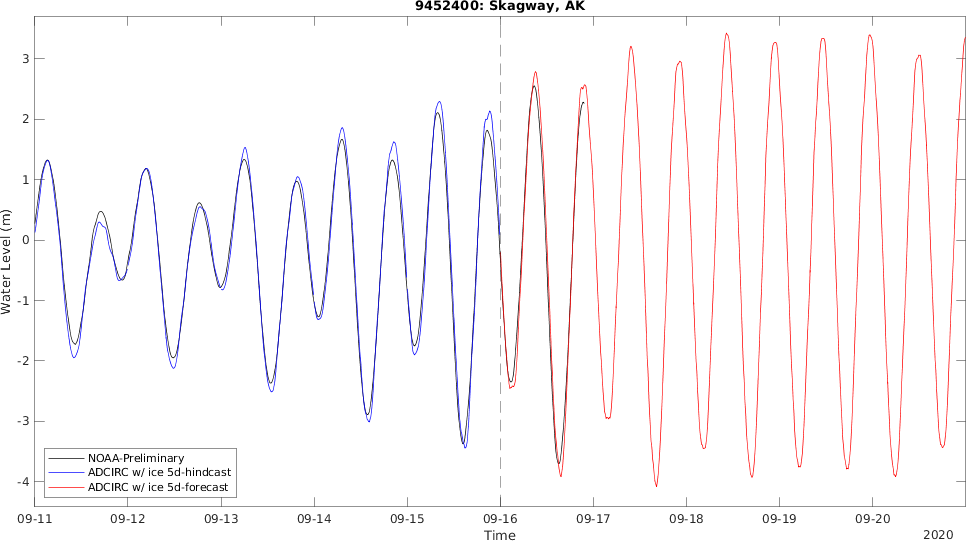 9452400: Skagway, AK
Water Level (m)
3
2
1
0
-1
-2
-3
-4
NOAA-Preliminary
ADCIRC w/ ice 5d-hindcast
ADCIRC w/ ice 5d-forecast
09-11 09-12 09-13 09-14 09-15 09-16 09-17 09-18 09-19 09-20
Time
2020